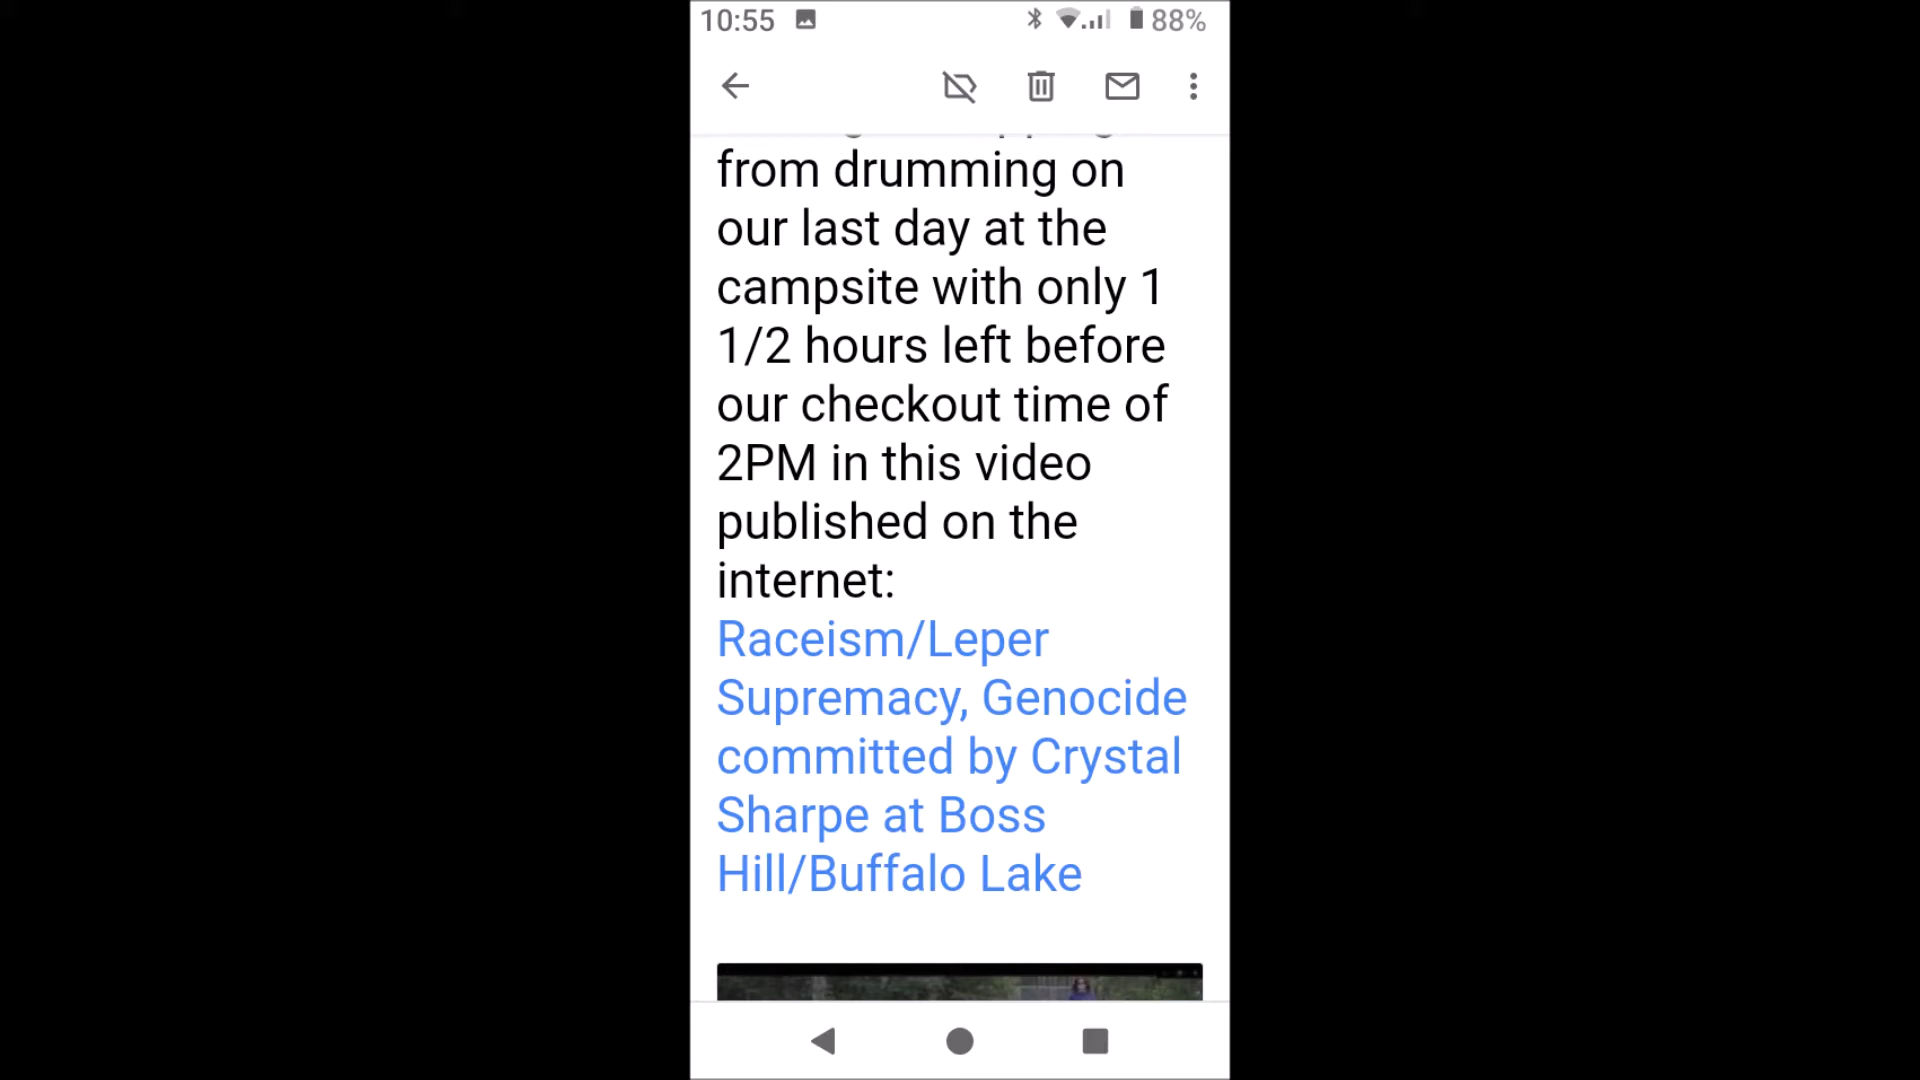 10:55
88%
from drumming on
our last day at the
campsite with only 1
1/2 hours left before
our checkout time of
2PM in this video
published on the
internet:
Raceism/Leper
Supremacy, Genocide
committed by Crystal
Sharpe at Boss
Hill/Buffalo Lake